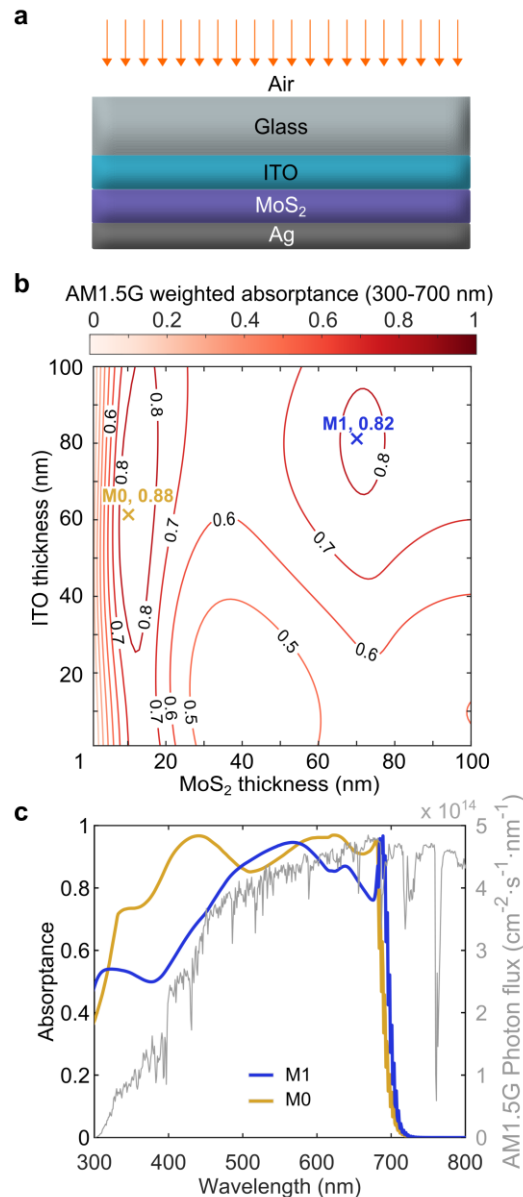 a
Air
Glass
ITO
MoS₂
Ag
b
AM1.5G weighted absorptance (300-700 nm)
0 0.2 0.4 0.6 0.8 1
100
80
60
40
20
1
ITO thickness (nm)
0.6
0.8
0.8
M1, 0.82
0.8
M0, 0.88
0.7
0.6
0.7
0.8
0.7
0.5
0.6
0.7
0.6
0.5
1 20 40 60 80 100
MoS₂ thickness (nm)
c
x 10¹⁴
1
0.8
0.6
0.4
0.2
0
Absorptance
5
4
3
2
1
0
AM1.5G Photon flux (cm⁻²·s⁻¹·nm⁻¹)
M1
M0
300 400 500 600 700 800
Wavelength (nm)